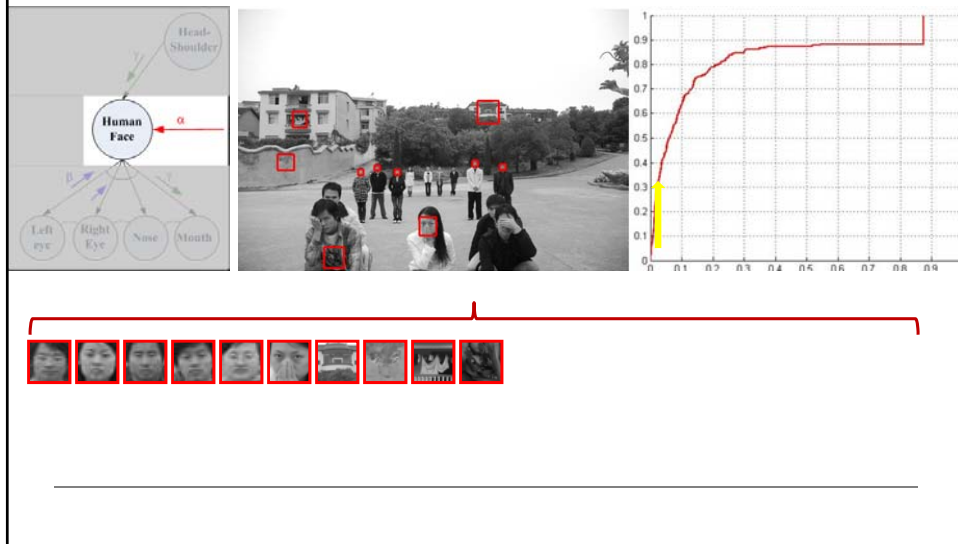 Head-
Shoulder
γ
Human
Face
α
β
γ
Left
eye
Right
Eye
Nose
Mouth
1
0.9
0.8
0.7
0.6
0.5
0.4
0.3
0.2
0.1
0
0 0.1 0.2 0.3 0.4 0.5 0.6 0.7 0.8 0.9